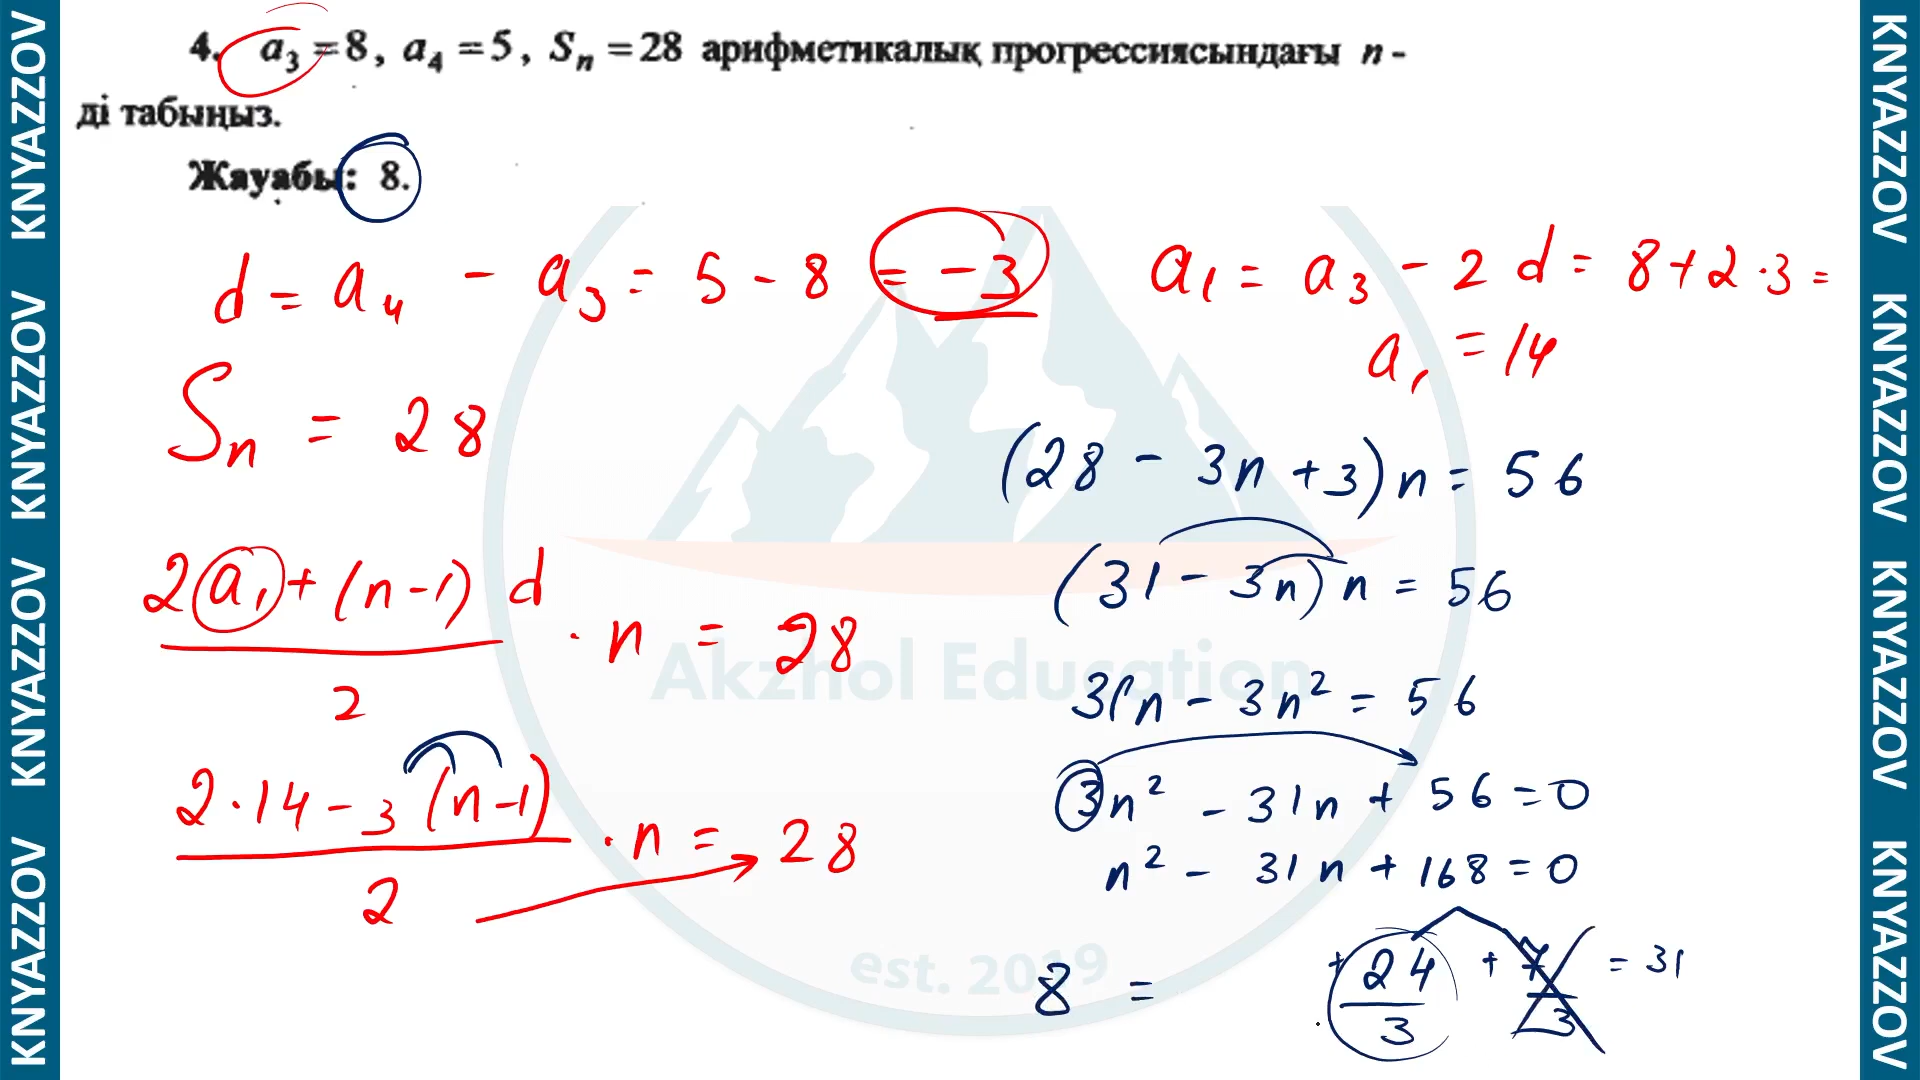 KNYAZZOV KNYAZZOV KNYAZZOV KNYAZZOV
4. a₃ = 8, a₄ = 5, Sₙ = 28 арифметикалық прогрессиясындағы n -
ді табыңыз.
Жауабы: 8.
d = a₄ - a₃ = 5 - 8 = -3
a₁ = a₃ - 2d = 8 + 2·3 =
a₁ = 14
Sₙ = 28
(2a₁ + (n-1)d)/2 · n = 28
(2·14 - 3(n-1))/2 · n = 28
(28 - 3n + 3)n = 56
(31 - 3n)n = 56
31n - 3n² = 56
3n² - 31n + 56 = 0
n² - 31n + 168 = 0
+24/3 + 7/3 = 31
8 =
Akzhol Education
est. 2019
KNYAZZOV KNYAZZOV KNYAZZOV KNYAZZOV